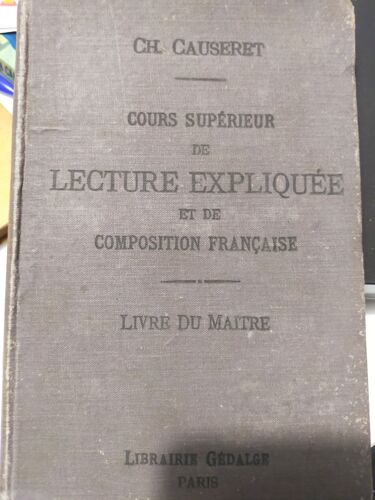 CH. CAUSERET
COURS SUPÉRIEUR
DE
LECTURE EXPLIQUÉE
ET DE
COMPOSITION FRANÇAISE
LIVRE DU MAITRE
LIBRAIRIE GÉDALGE
PARIS